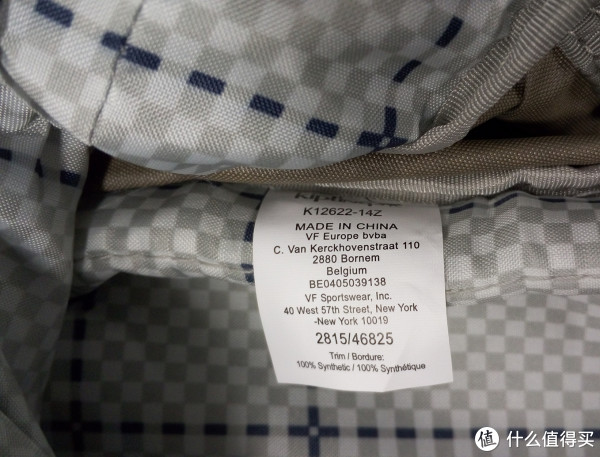 K12622-14Z
MADE IN CHINA
VF Europe bvba
C. Van Kerckhovenstraat 110
2880 Bornem
Belgium
BE0405039138
VF Sportswear, Inc.
40 West 57th Street, New York
-New York 10019
2815/46825
Trim / Bordure:
100% Synthetic / 100% Synthétique
值 什么值得买